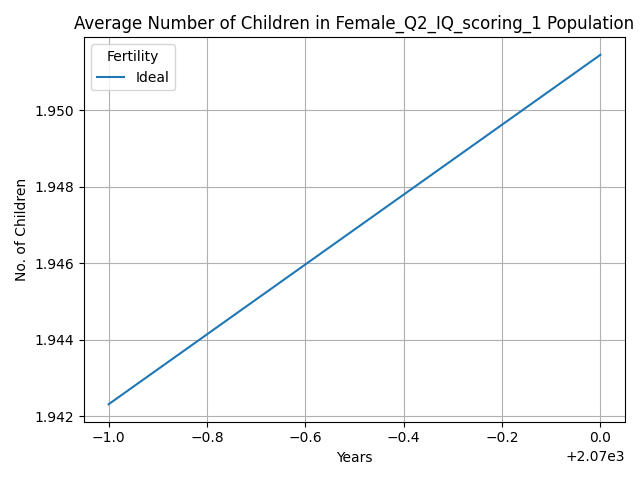 Average Number of Children in Female_Q2_IQ_scoring_1 Population
Fertility
Ideal
No. of Children
1.950
1.948
1.946
1.944
1.942
−1.0
−0.8
−0.6
−0.4
−0.2
0.0
+2.07e3
Years